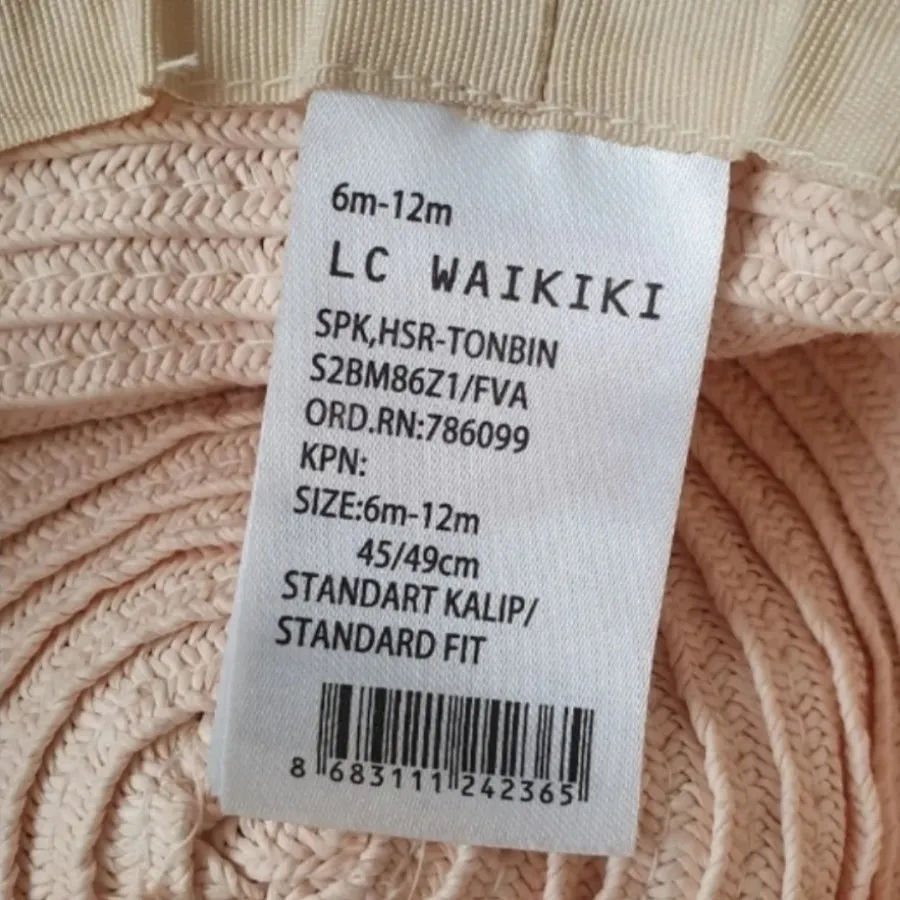 6m-12m
LC WAIKIKI
SPK,HSR-TONBIN
S2BM86Z1/FVA
ORD.RN:786099
KPN:
SIZE:6m-12m
45/49cm
STANDART KALIP/
STANDARD FIT
8 683111 242365